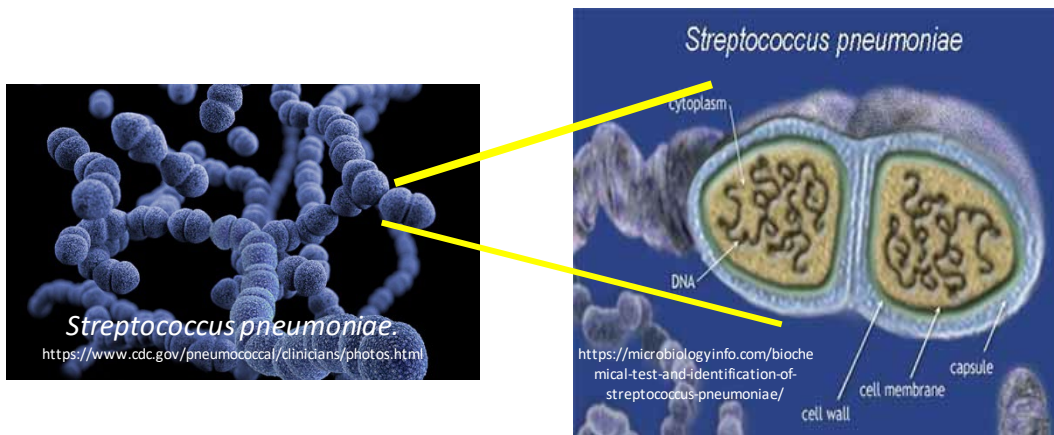 Streptococcus pneumoniae.
https://www.cdc.gov/pneumococcal/clinicians/photos.html
Streptococcus pneumoniae
cytoplasm
DNA
https://microbiologyinfo.com/bioche
mical-test-and-identification-of-
streptococcus-pneumoniae/
capsule
cell membrane
cell wall